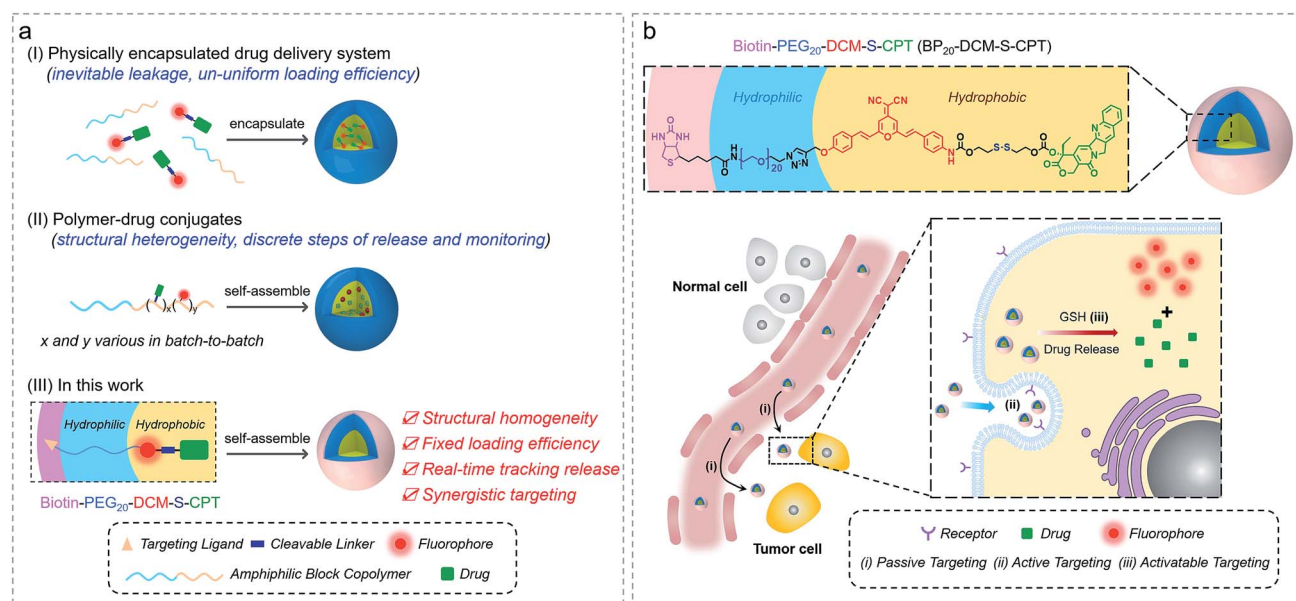 a
(I) Physically encapsulated drug delivery system
(inevitable leakage, un-uniform loading efficiency)
encapsulate
(II) Polymer-drug conjugates
(structural heterogeneity, discrete steps of release and monitoring)
( )x ( )y
self-assemble
x and y various in batch-to-batch
(III) In this work
Hydrophilic Hydrophobic
self-assemble
Structural homogeneity
Fixed loading efficiency
Real-time tracking release
Synergistic targeting
Biotin-PEG20-DCM-S-CPT
Targeting Ligand Cleavable Linker Fluorophore
Amphiphilic Block Copolymer Drug
b
Biotin-PEG20-DCM-S-CPT (BP20-DCM-S-CPT)
Hydrophilic Hydrophobic
NC CN
O
HN NH
S
O
H
N
O
20
N
N=N
O
O
N
H
O
O
S-S
O
O
O
O
O
O
N
N
Normal cell
(i)
(i)
Tumor cell
GSH (iii)
Drug Release
+
(ii)
Receptor Drug Fluorophore
(i) Passive Targeting (ii) Active Targeting (iii) Activatable Targeting